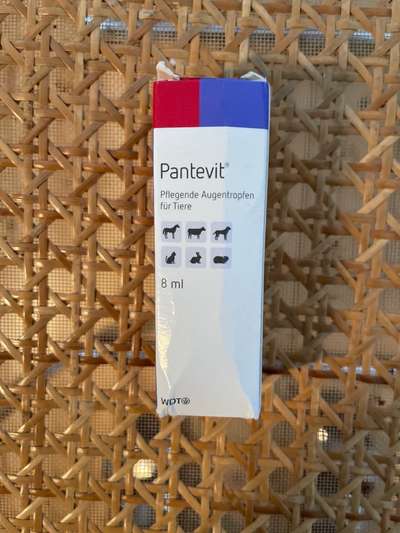 Pantevit®
Pflegende Augentropfen
für Tiere
8 ml
WDT